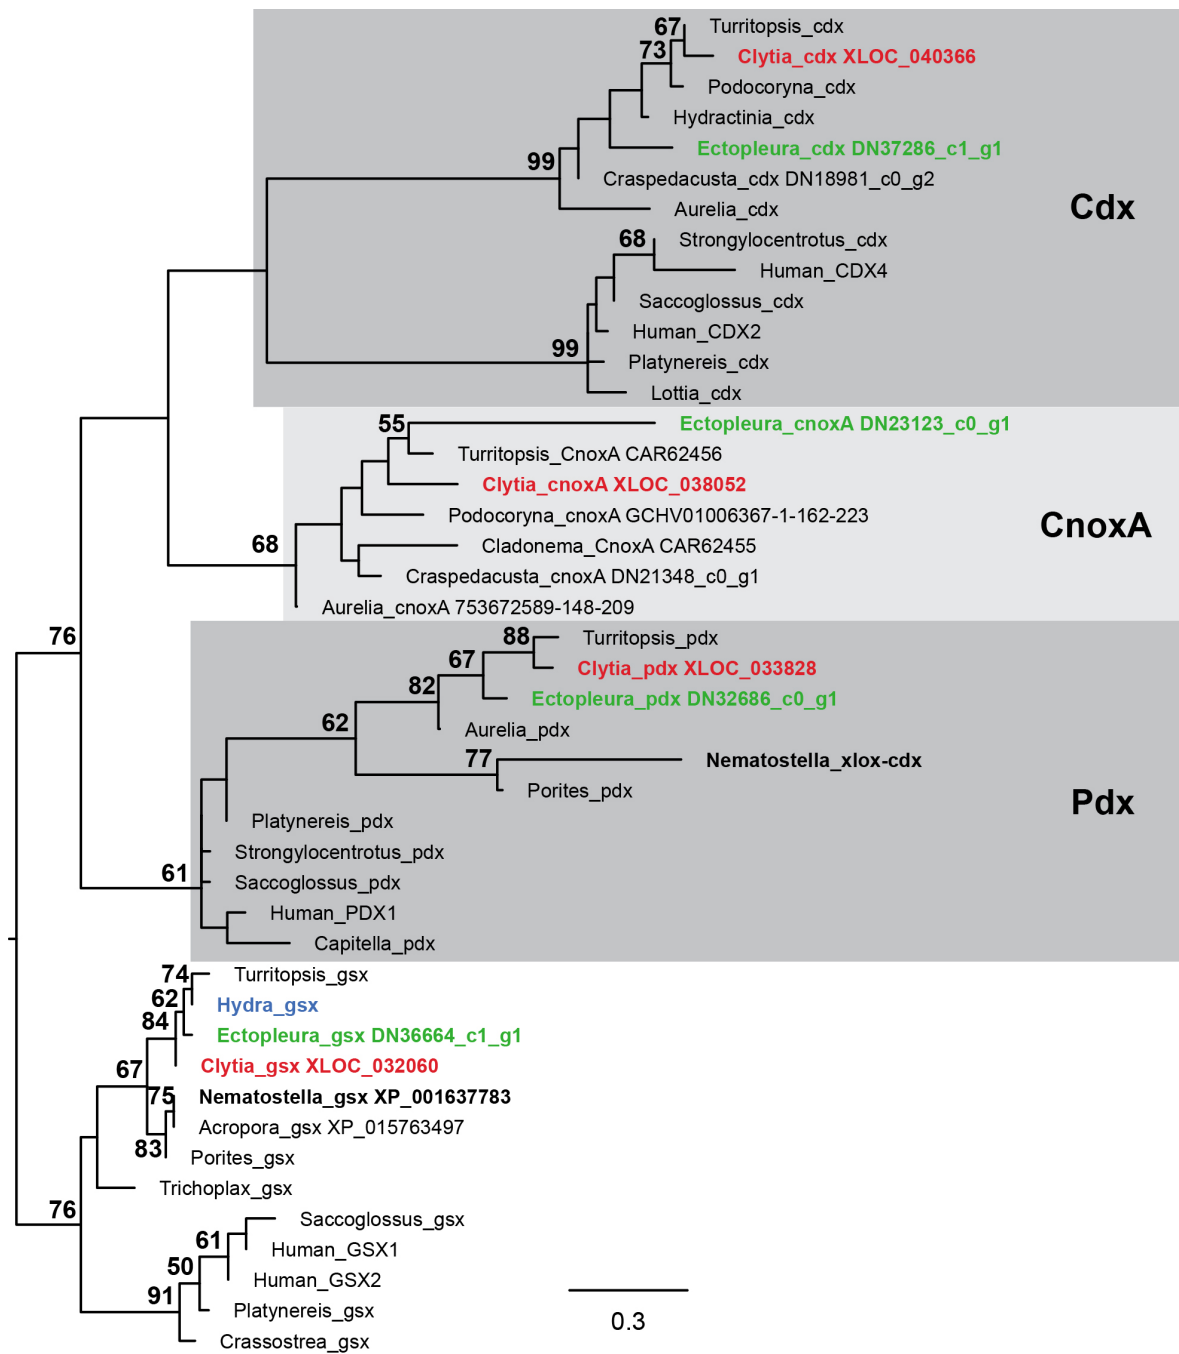 67
Turritopsis_cdx
73
Clytia_cdx XLOC_040366
Podocoryna_cdx
Hydractinia_cdx
Ectopleura_cdx DN37286_c1_g1
99
Craspedacusta_cdx DN18981_c0_g2
Cdx
Aurelia_cdx
68
Strongylocentrotus_cdx
Human_CDX4
Saccoglossus_cdx
Human_CDX2
99
Platynereis_cdx
Lottia_cdx
55
Ectopleura_cnoxA DN23123_c0_g1
Turritopsis_CnoxA CAR62456
Clytia_cnoxA XLOC_038052
Podocoryna_cnoxA GCHV01006367-1-162-223
CnoxA
68
Cladonema_CnoxA CAR62455
Craspedacusta_cnoxA DN21348_c0_g1
Aurelia_cnoxA 753672589-148-209
76
88
Turritopsis_pdx
67
Clytia_pdx XLOC_033828
82
Ectopleura_pdx DN32686_c0_g1
62
Aurelia_pdx
77
Nematostella_xlox-cdx
Porites_pdx
Pdx
Platynereis_pdx
Strongylocentrotus_pdx
61
Saccoglossus_pdx
Human_PDX1
Capitella_pdx
74
Turritopsis_gsx
62
Hydra_gsx
84
Ectopleura_gsx DN36664_c1_g1
67
Clytia_gsx XLOC_032060
75
Nematostella_gsx XP_001637783
Acropora_gsx XP_015763497
83
Porites_gsx
Trichoplax_gsx
76
Saccoglossus_gsx
61
Human_GSX1
50
Human_GSX2
91
Platynereis_gsx
Crassostrea_gsx
0.3